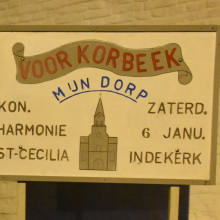 VOOR KORBEEK
MIJN DORP
KON.
HARMONIE
ST-CECILIA
ZATERD.
6 JANU.
INDEKERK